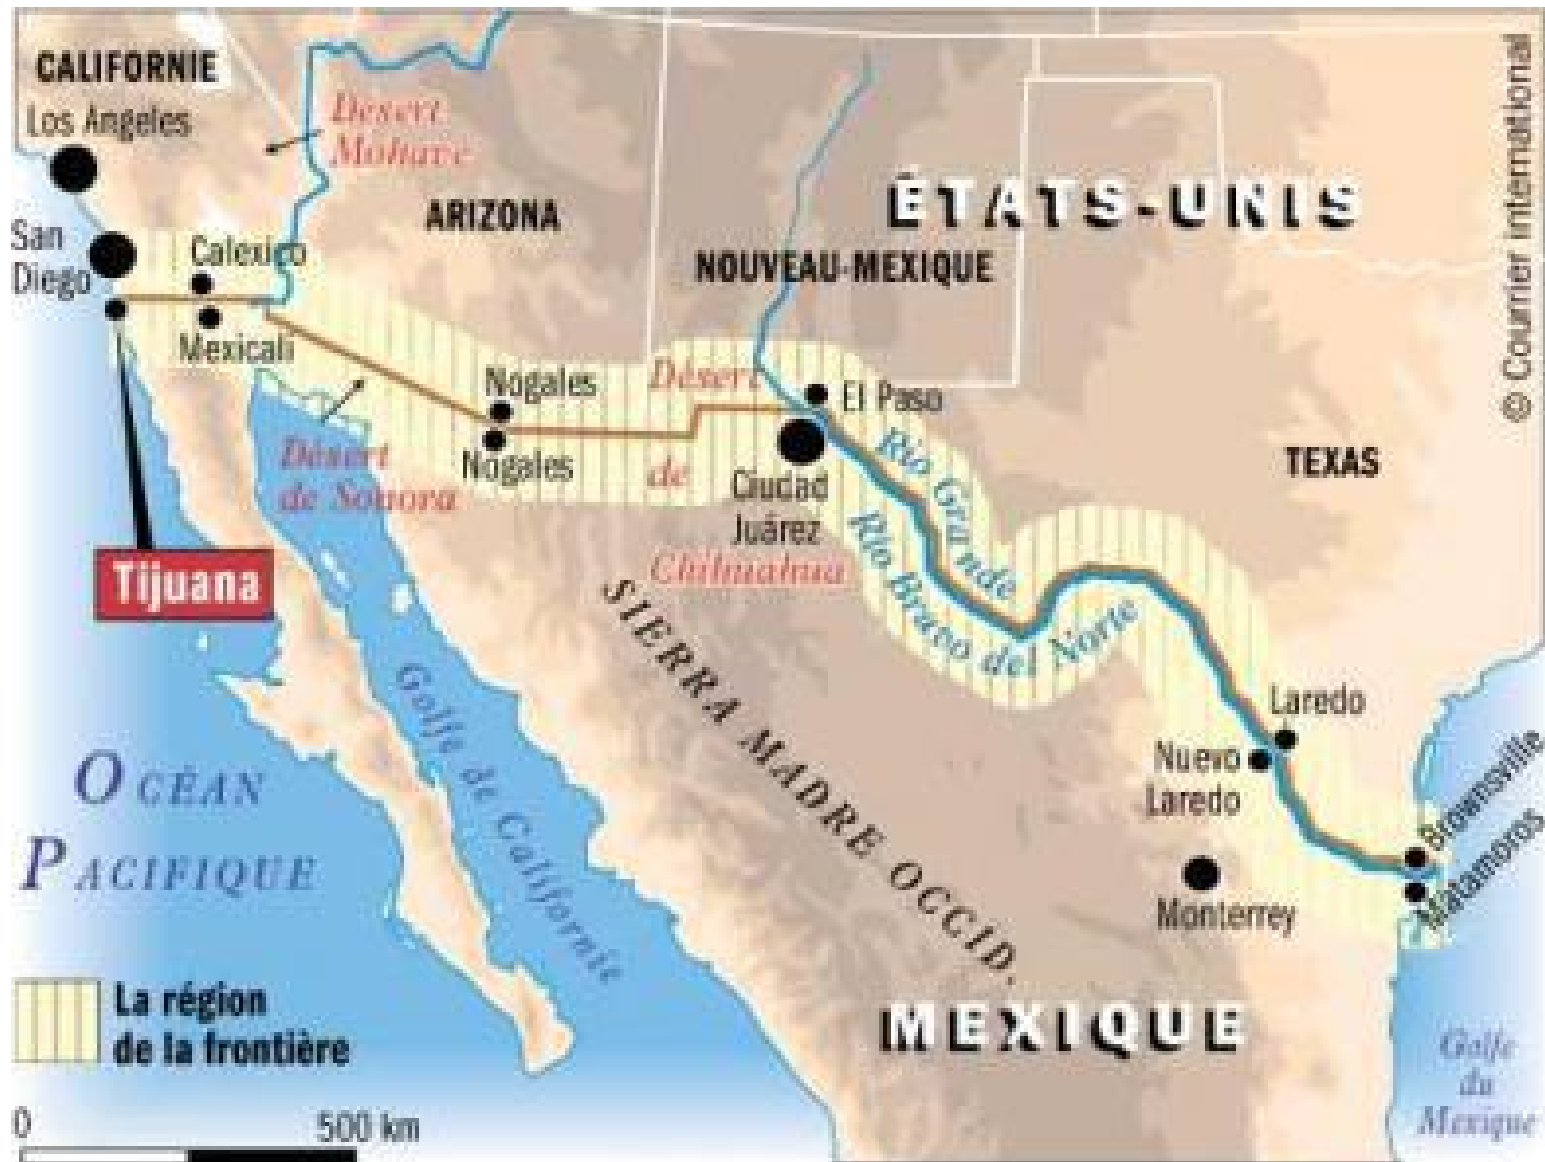 CALIFORNIE
Los Angeles
Désert
Mohave
ARIZONA
ÉTATS-UNIS
© Courrier international
San
Diego
Calexico
NOUVEAU-MEXIQUE
Mexicali
Nogales
Désert
El Paso
Désert
de Sonora
Nogales
de
Ciudad
Juárez
Chihuahua
Rio Grande
Río Bravo del Norte
TEXAS
Tijuana
SIERRA MADRE OCCID.
Golfe de Californie
OCÉAN
PACIFIQUE
Laredo
Nuevo
Laredo
Brownsville
Matamoros
Monterrey
La région
de la frontière
MEXIQUE
Golfe
du
Mexique
0
500 km